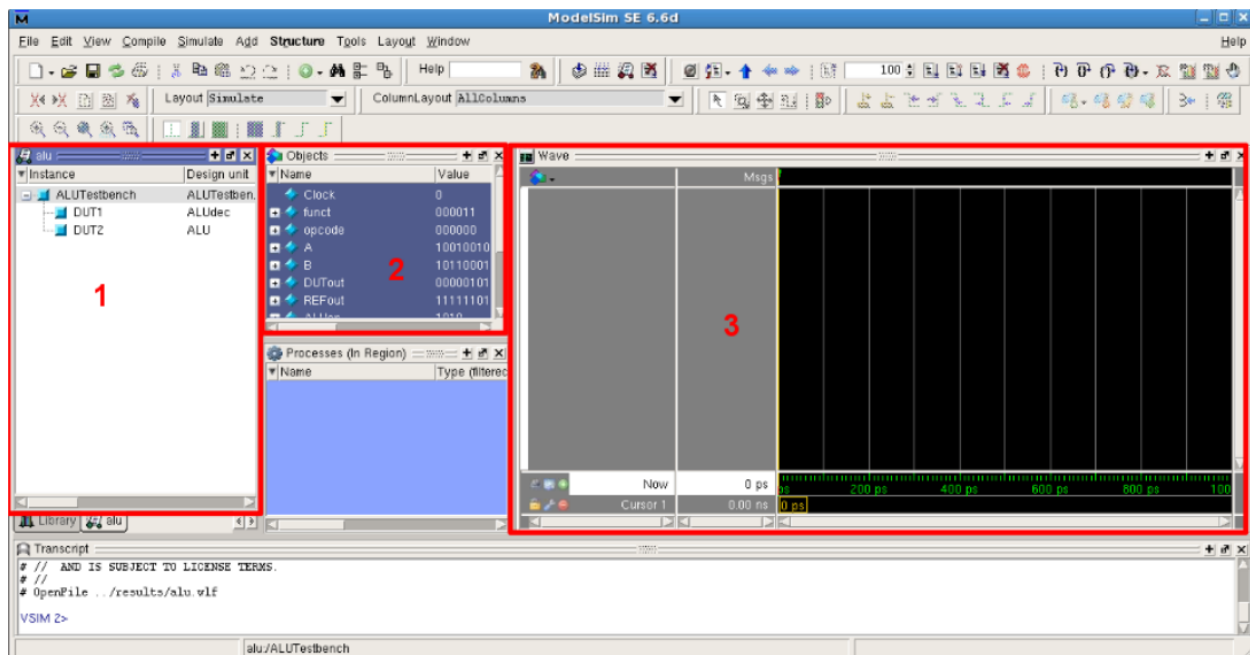 ModelSim SE 6.6d
File Edit View Compile Simulate Add Structure Tools Layout Window Help
Help 100
Layout Simulate ColumnLayout AllColumns
alu
Instance Design unit
ALUTestbench ALUTestben
DUT1 ALUdec
DUT2 ALU
1
Library alu
Objects
Name Value
Clock 0
funct 000011
opcode 000000
A 10010010
B 10110001
DUTout 00000101
REFout 11111101
2
Processes (In Region)
Name Type (filtered
Wave
Msgs
3
Now 0 ps
Cursor 1 0.00 ns
ps 200 ps 400 ps 600 ps 800 ps 100
0 ps
Transcript
# // AND IS SUBJECT TO LICENSE TERMS.
# //
# OpenFile ../results/alu.wlf
VSIM 2>
alu:/ALUTestbench